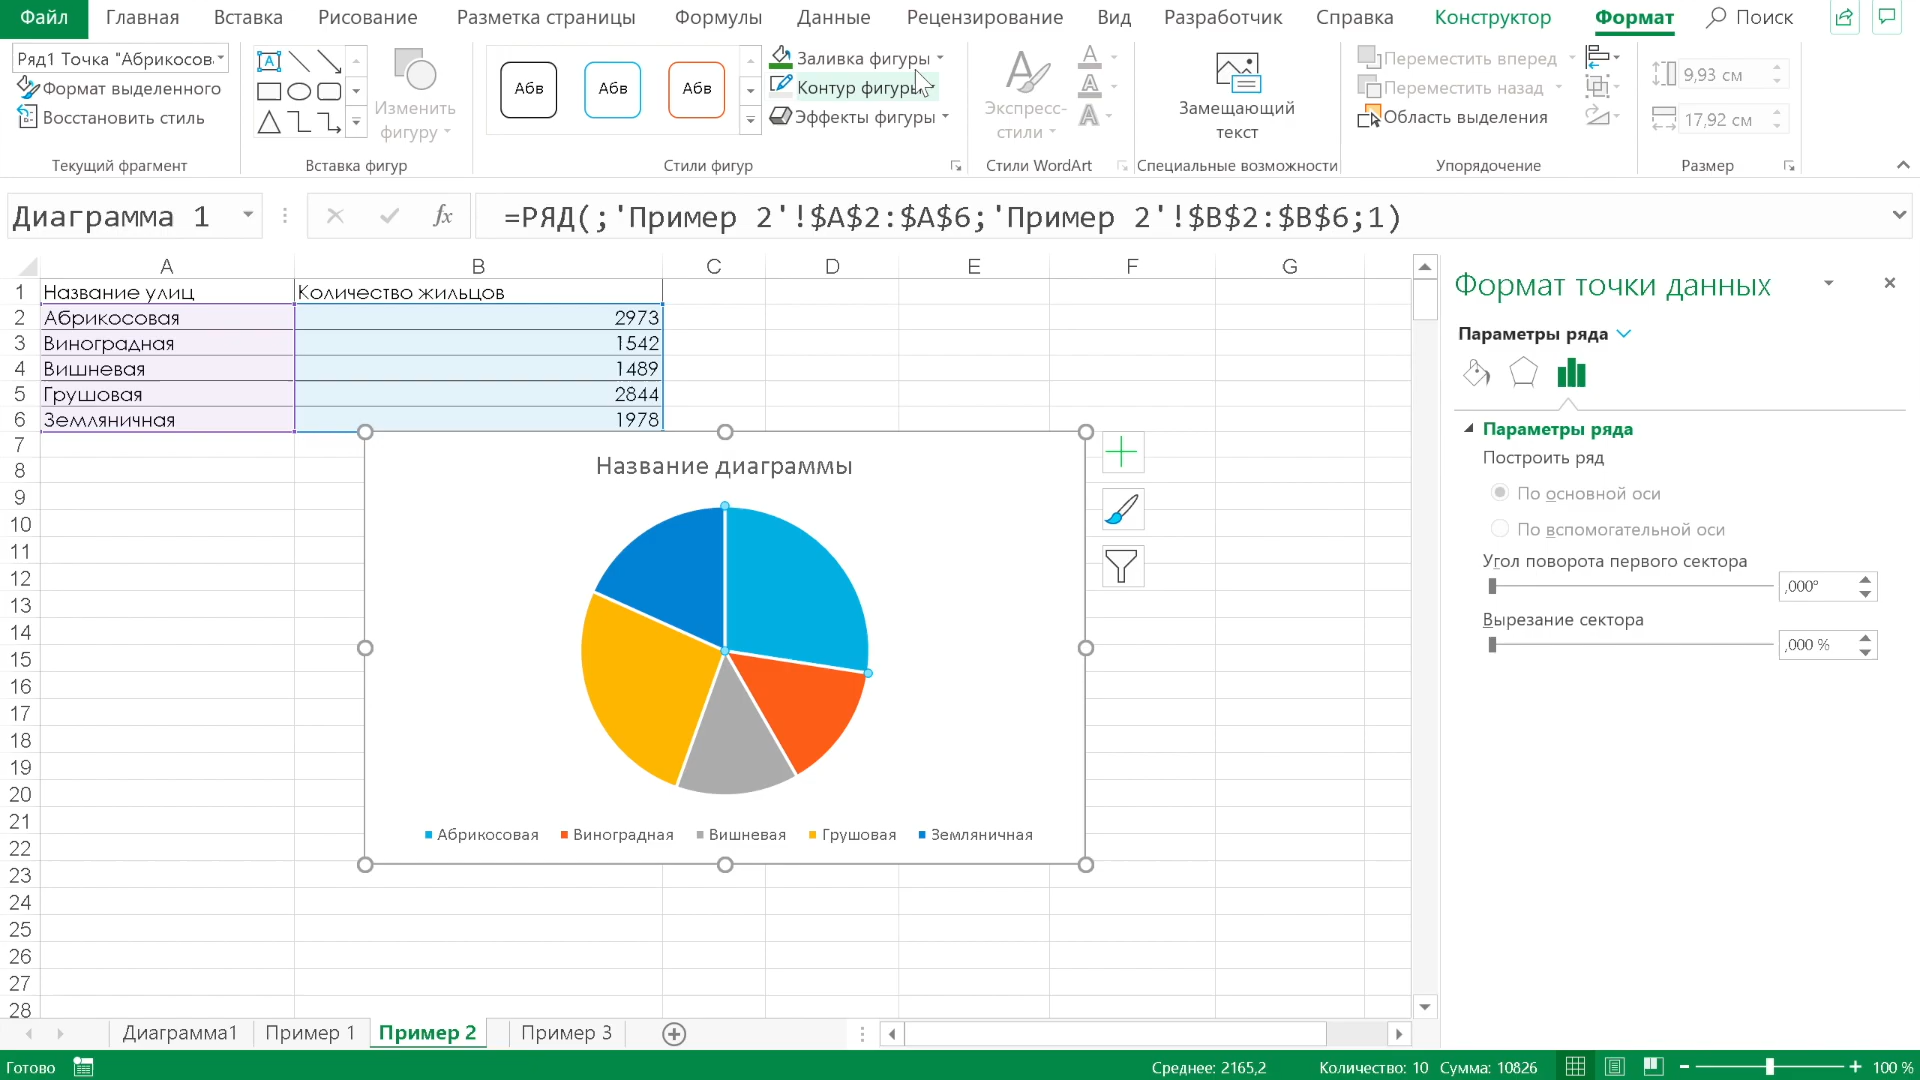 Файл Главная Вставка Рисование Разметка страницы Формулы Данные Рецензирование Вид Разработчик Справка Конструктор Формат Поиск
Ряд1 Точка "Абрикосов
Формат выделенного
Восстановить стиль
Текущий фрагмент
A
Изменить
фигуру
Вставка фигур
Абв Абв Абв
Заливка фигуры
Контур фигуры
Эффекты фигуры
Стили фигур
Экспресс-
стили
Стили WordArt
Замещающий
текст
Специальные возможности
Переместить вперед
Переместить назад
Область выделения
Упорядочение
9,93 см
17,92 см
Размер
Диаграмма 1 fx =РЯД(;'Пример 2'!$A$2:$A$6;'Пример 2'!$B$2:$B$6;1)
A B C D E F G
1 Название улиц Количество жильцов
2 Абрикосовая 2973
3 Виноградная 1542
4 Вишневая 1489
5 Грушовая 2844
6 Земляничная 1978
7
8
9
10
11
12
13
14
15
16
17
18
19
20
21
22
23
24
25
26
27
28
Название диаграммы
Абрикосовая Виноградная Вишневая Грушовая Земляничная
Формат точки данных
Параметры ряда
Параметры ряда
Построить ряд
По основной оси
По вспомогательной оси
Угол поворота первого сектора
,000°
Вырезание сектора
,000 %
Диаграмма1 Пример 1 Пример 2 Пример 3
Готово Среднее: 2165,2 Количество: 10 Сумма: 10826 100 %